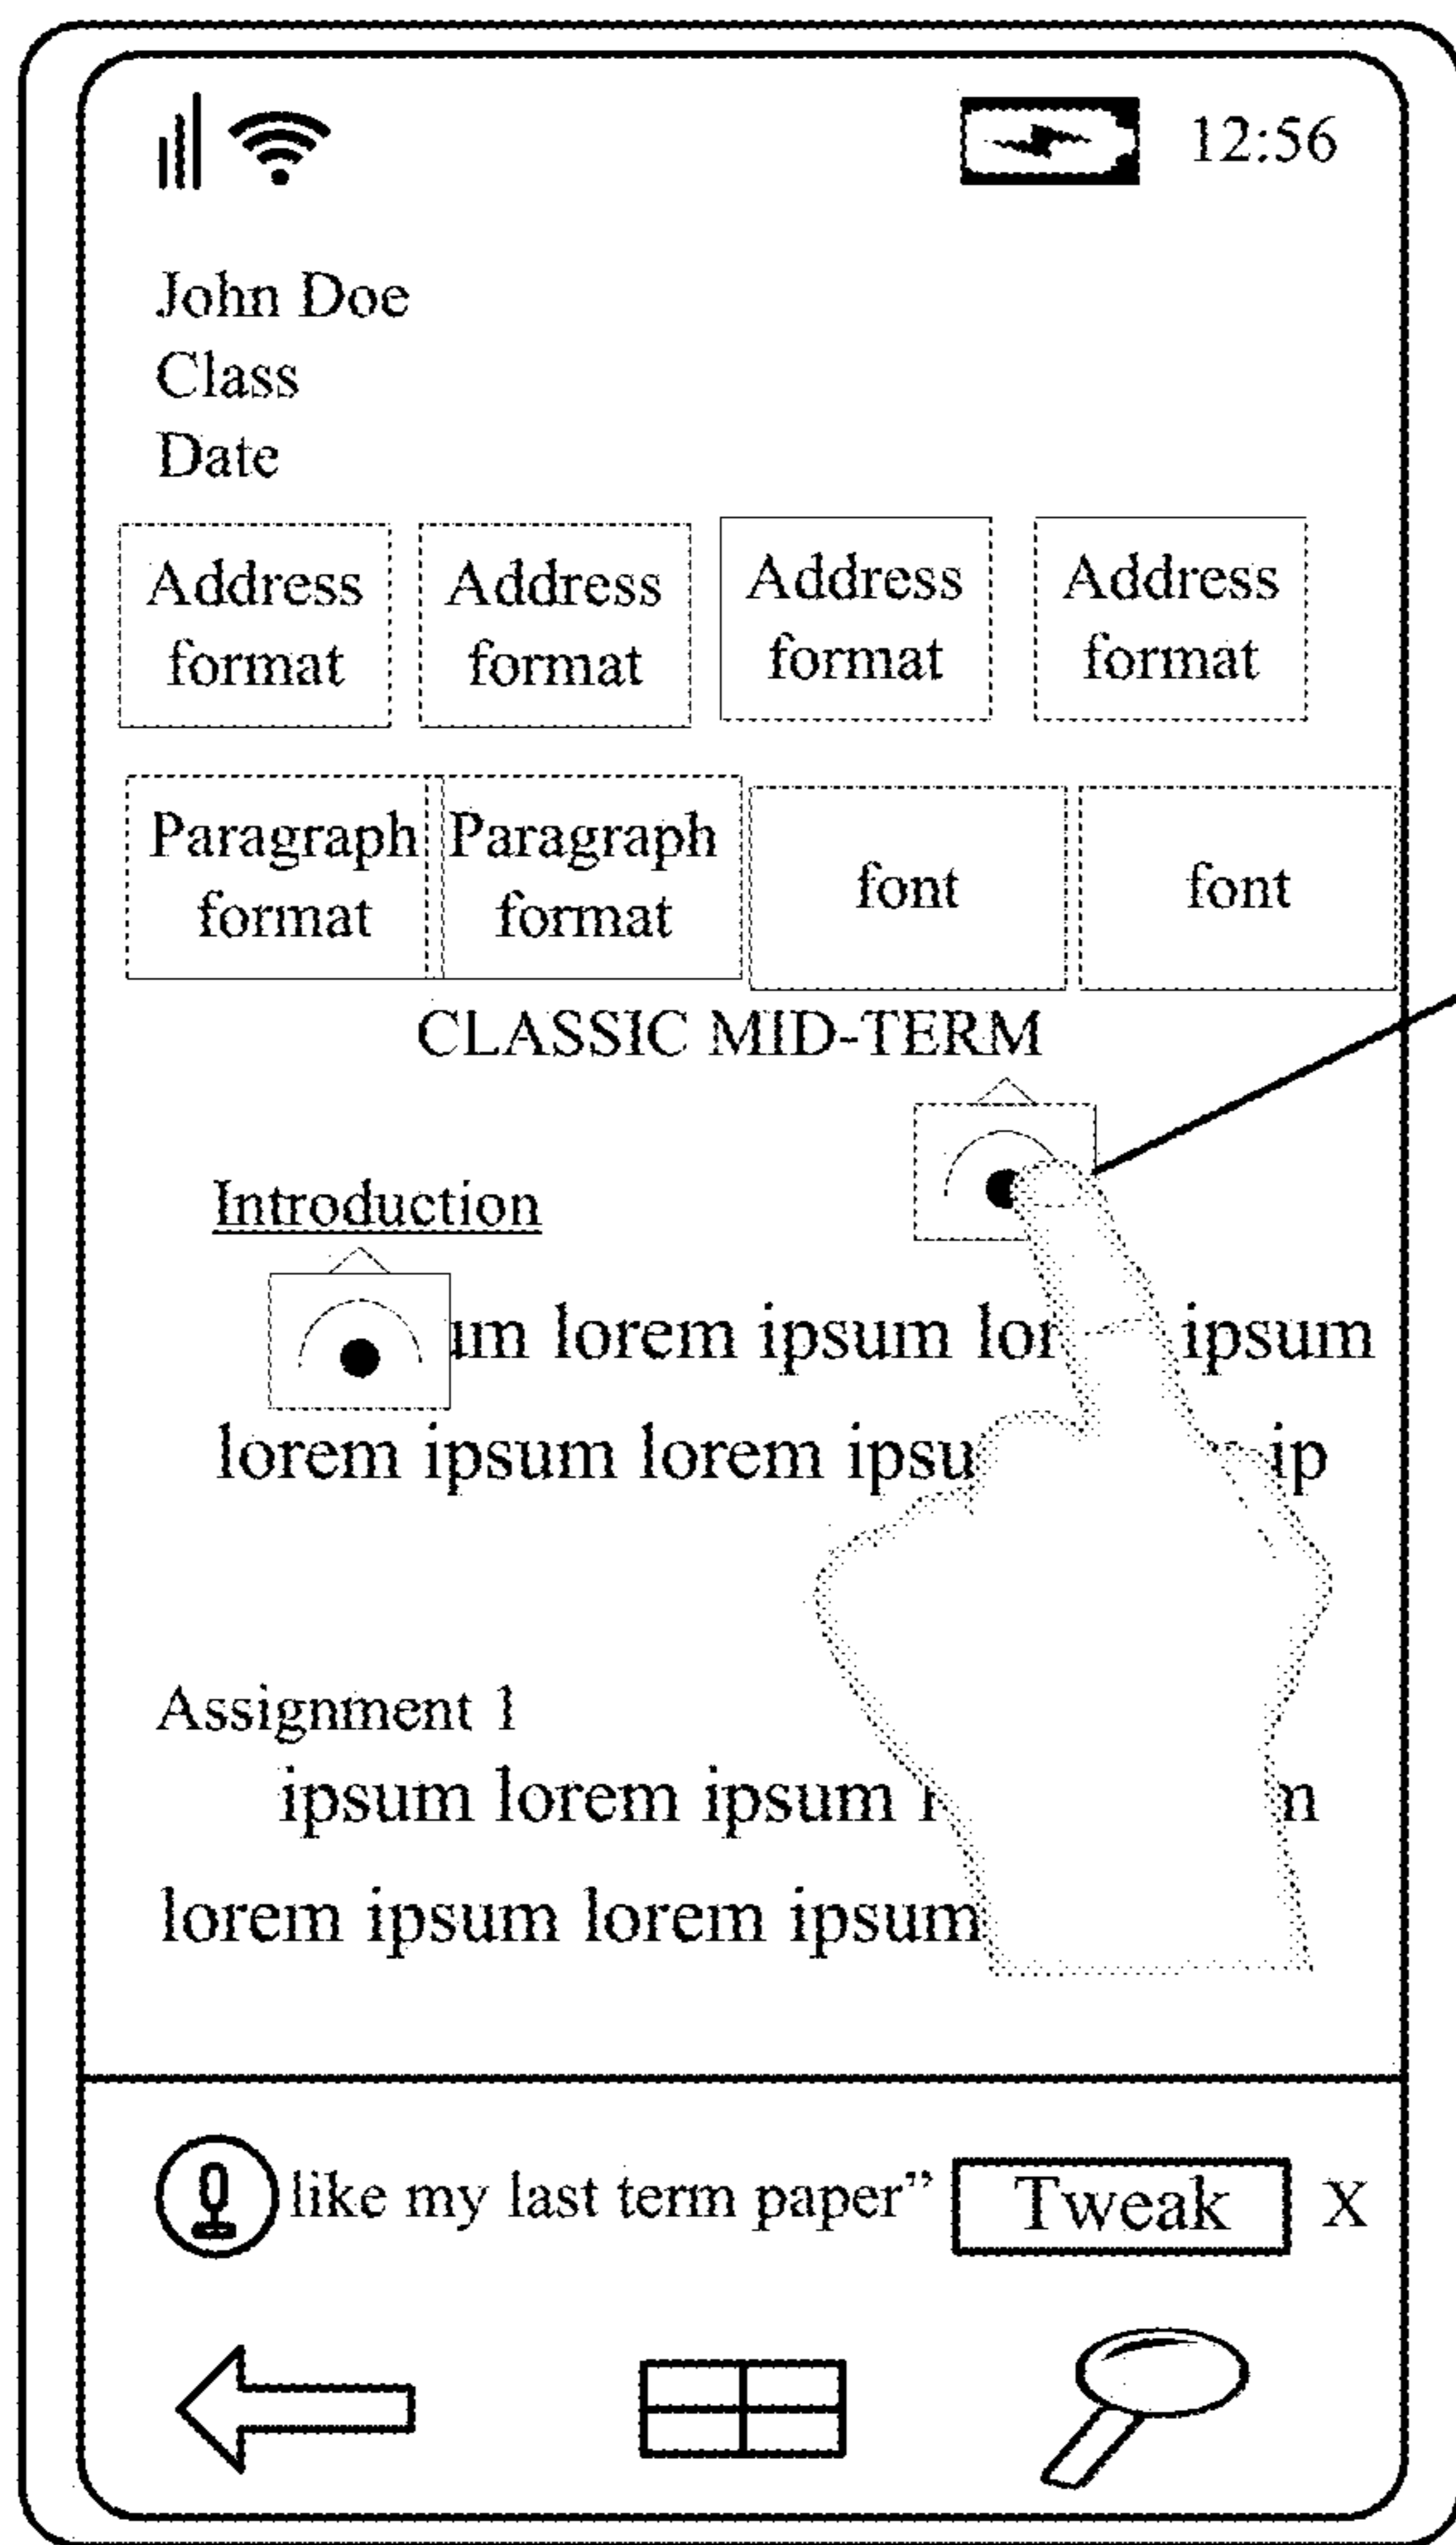 12:56
John Doe
Class
Date
Address Address Address Address
format format format format
Paragraph Paragraph font font
format format
CLASSIC MID-TERM
Introduction
um lorem ipsum lor ipsum
lorem ipsum lorem ipsu ip
Assignment 1
ipsum lorem ipsum l m
lorem ipsum lorem ipsum
like my last term paper” Tweak X